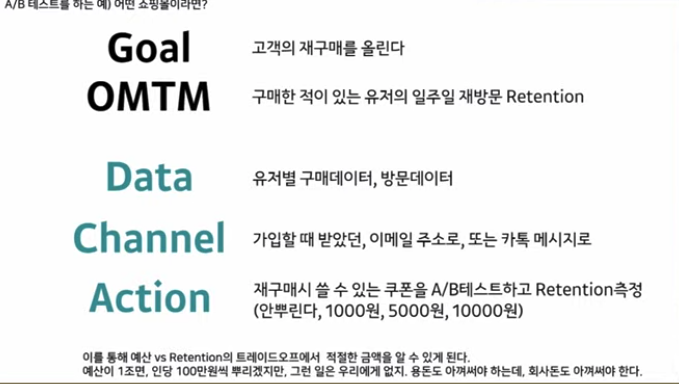 A/B 테스트를 하는 예) 어떤 쇼핑몰이라면?
Goal 고객의 재구매를 올린다
OMTM 구매한 적이 있는 유저의 일주일 재방문 Retention
Data 유저별 구매데이터, 방문데이터
Channel 가입할 때 받았던, 이메일 주소로, 또는 카톡 메시지로
Action 재구매시 쓸 수 있는 쿠폰을 A/B테스트하고 Retention측정
(안뿌린다, 1000원, 5000원, 10000원)
이를 통해 예산 vs Retention의 트레이드오프에서 적절한 금액을 알 수 있게 된다.
예산이 1조면, 인당 100만원씩 뿌리겠지만, 그런 일은 우리에게 없지. 용돈도 아껴써야 하는데, 회사돈도 아껴써야 한다.